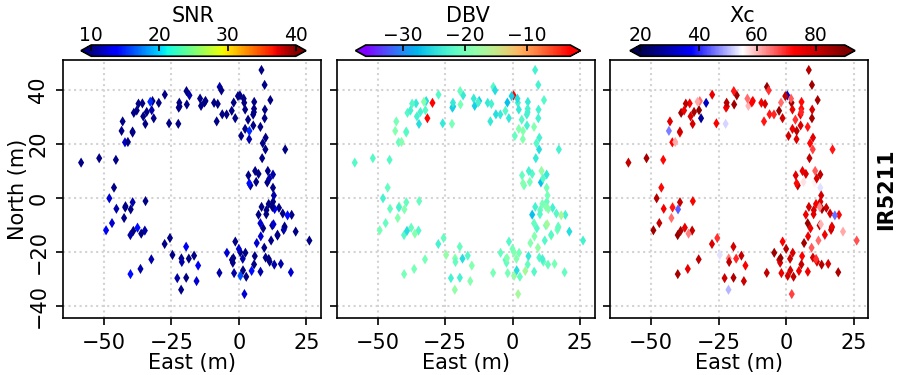 SNR DBV Xc
10 20 30 40 −30 −20 −10 20 40 60 80
40
20
0
−20
−40
North (m)
IR5211
−50 −25 0 25 −50 −25 0 25 −50 −25 0 25
East (m) East (m) East (m)